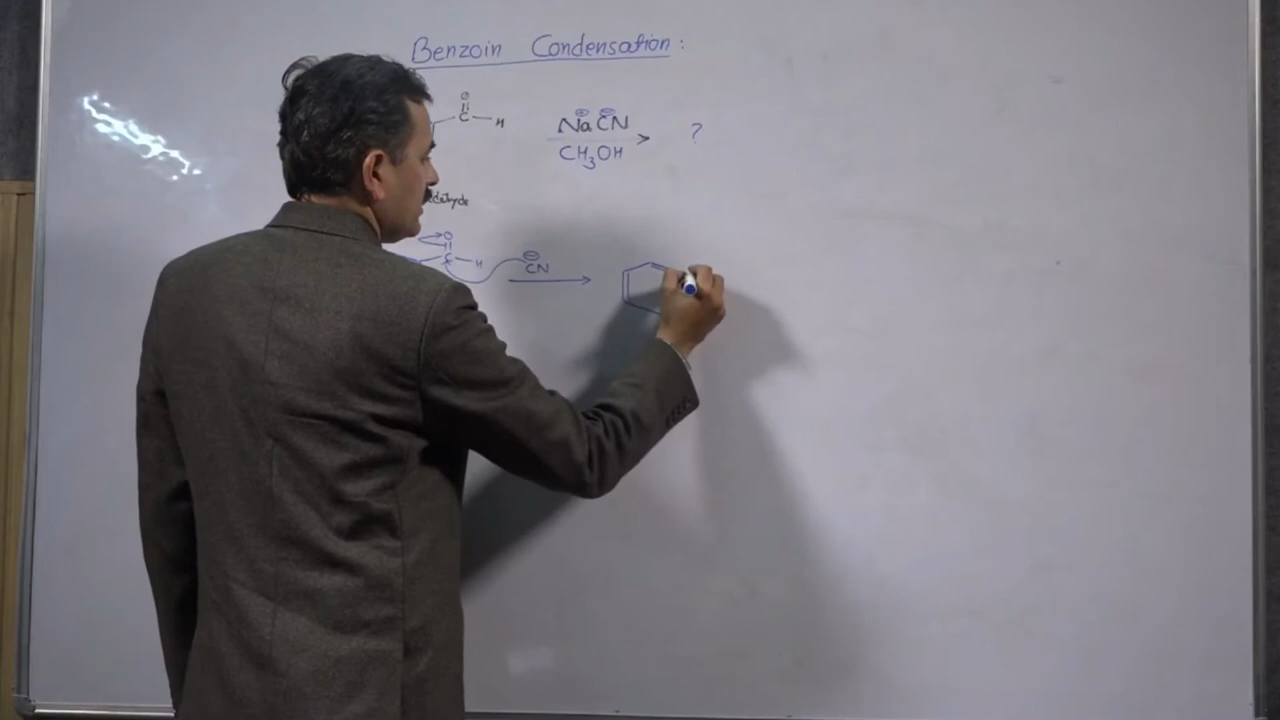 Benzoin Condensation :
O
C H
NaCN
CH3OH
?
O
C H
CN